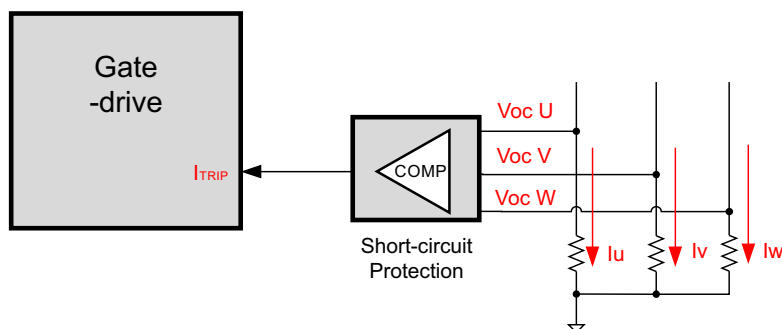 Gate
-drive
ITRIP
COMP
Short-circuit
Protection
Voc U
Voc V
Voc W
Iu
Iv
Iw